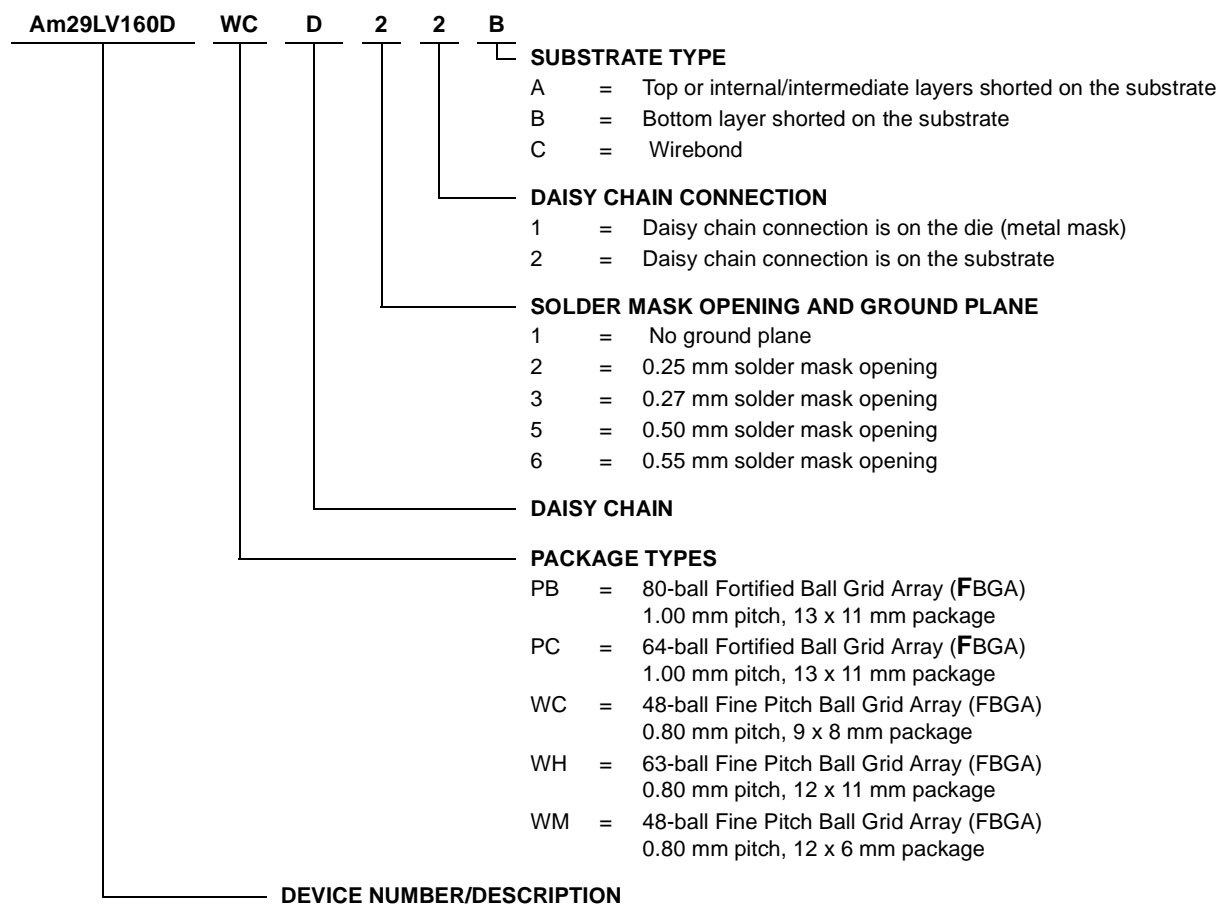 Am29LV160D WC D 2 2 B
SUBSTRATE TYPE
A = Top or internal/intermediate layers shorted on the substrate
B = Bottom layer shorted on the substrate
C = Wirebond
DAISY CHAIN CONNECTION
1 = Daisy chain connection is on the die (metal mask)
2 = Daisy chain connection is on the substrate
SOLDER MASK OPENING AND GROUND PLANE
1 = No ground plane
2 = 0.25 mm solder mask opening
3 = 0.27 mm solder mask opening
5 = 0.50 mm solder mask opening
6 = 0.55 mm solder mask opening
DAISY CHAIN
PACKAGE TYPES
PB = 80-ball Fortified Ball Grid Array (FBGA)
1.00 mm pitch, 13 x 11 mm package
PC = 64-ball Fortified Ball Grid Array (FBGA)
1.00 mm pitch, 13 x 11 mm package
WC = 48-ball Fine Pitch Ball Grid Array (FBGA)
0.80 mm pitch, 9 x 8 mm package
WH = 63-ball Fine Pitch Ball Grid Array (FBGA)
0.80 mm pitch, 12 x 11 mm package
WM = 48-ball Fine Pitch Ball Grid Array (FBGA)
0.80 mm pitch, 12 x 6 mm package
DEVICE NUMBER/DESCRIPTION